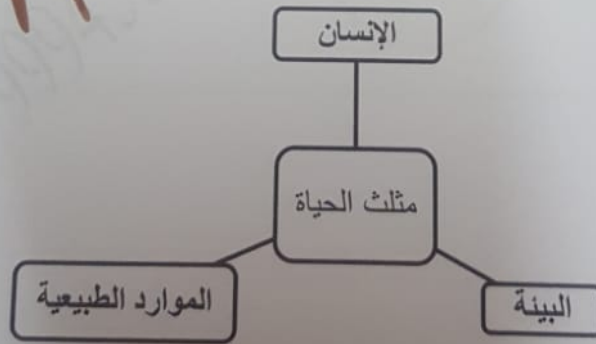 الإنسان
مثلث الحياة
البيئة
الموارد الطبيعية